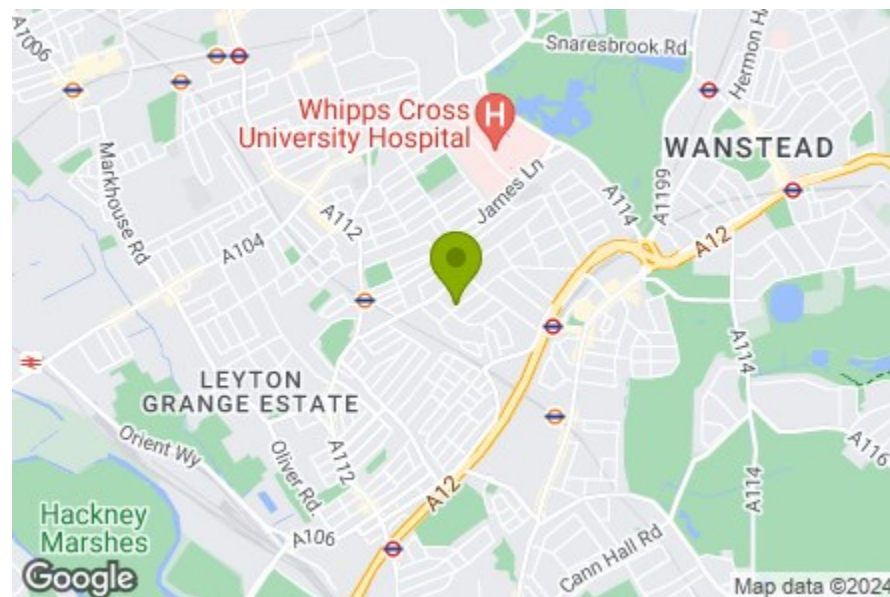 A1006
Snaresbrook Rd
Hermon H
Whipps Cross
University Hospital
H
WANSTEAD
Markhouse Rd
James Ln
A114
A1199
A112
A104
A12
A114
LEYTON
GRANGE ESTATE
Orient Wy
Oliver Rd.
A112
A12
A114
A116
Hackney
Marshes
A106
Cann Hall Rd
Google
Map data ©2024